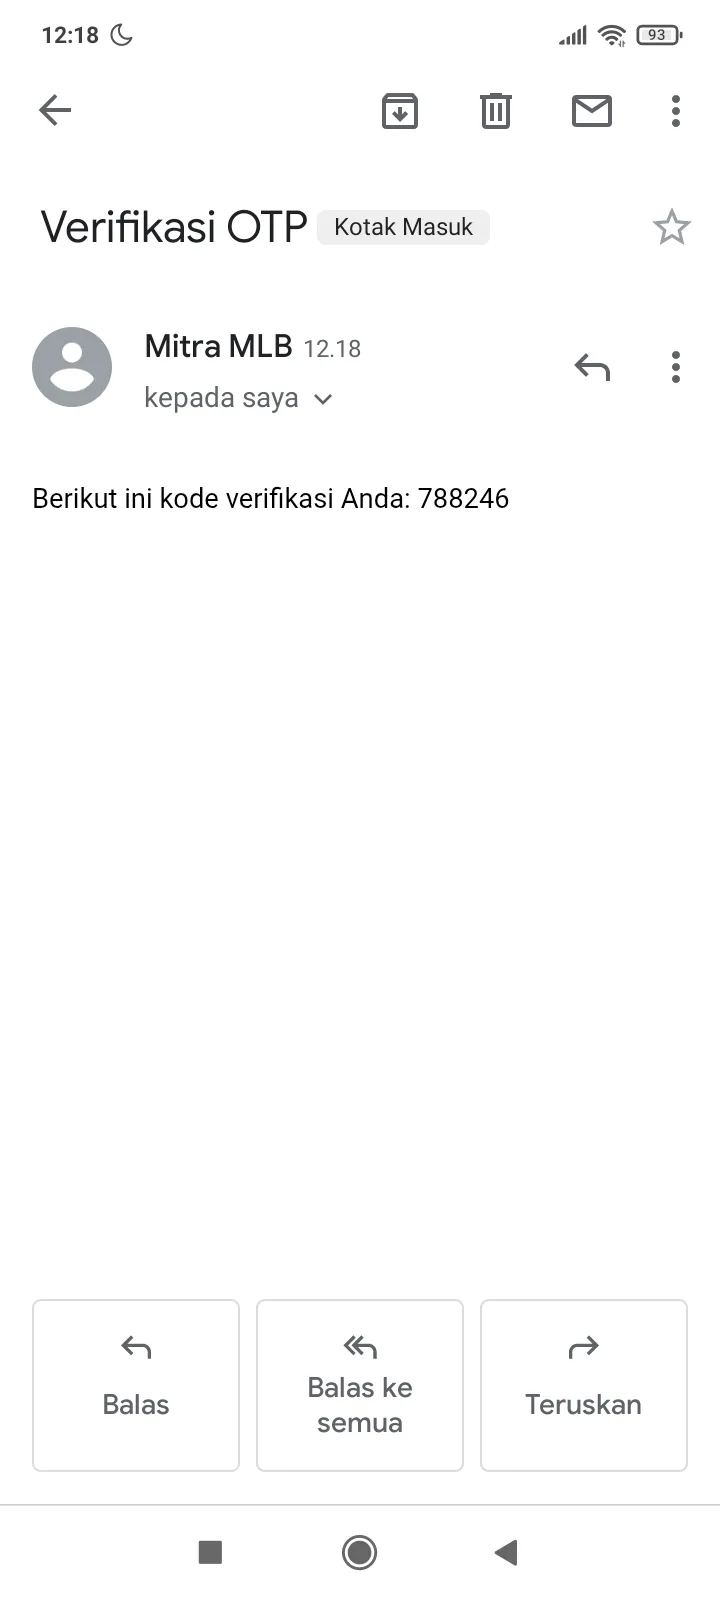 12:18
93
Verifikasi OTP Kotak Masuk
Mitra MLB 12.18
kepada saya
Berikut ini kode verifikasi Anda: 788246
Balas
Balas ke
semua
Teruskan